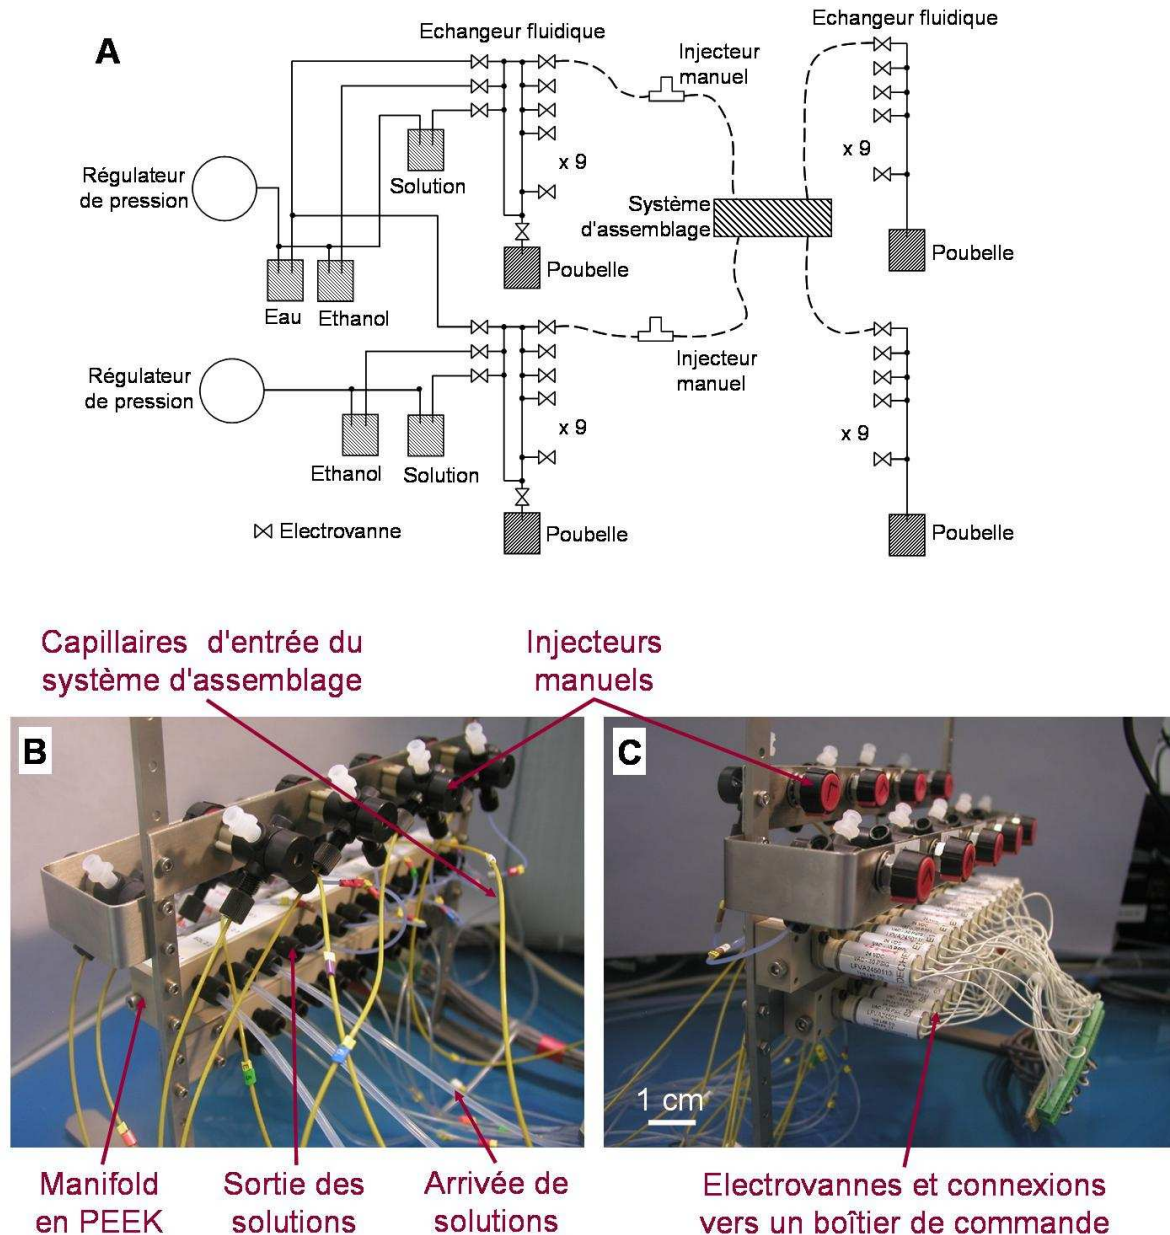 A
Echangeur fluidique
Echangeur fluidique
Injecteur
manuel
Régulateur
de pression
Solution
x 9
x 9
Système
d'assemblage
Poubelle
Poubelle
Eau
Ethanol
Injecteur
manuel
Régulateur
de pression
x 9
x 9
Ethanol
Solution
Electrovanne
Poubelle
Poubelle
Capillaires d'entrée du
système d'assemblage
Injecteurs
manuels
B
C
1 cm
Manifold
en PEEK
Sortie des
solutions
Arrivée de
solutions
Electrovannes et connexions
vers un boîtier de commande